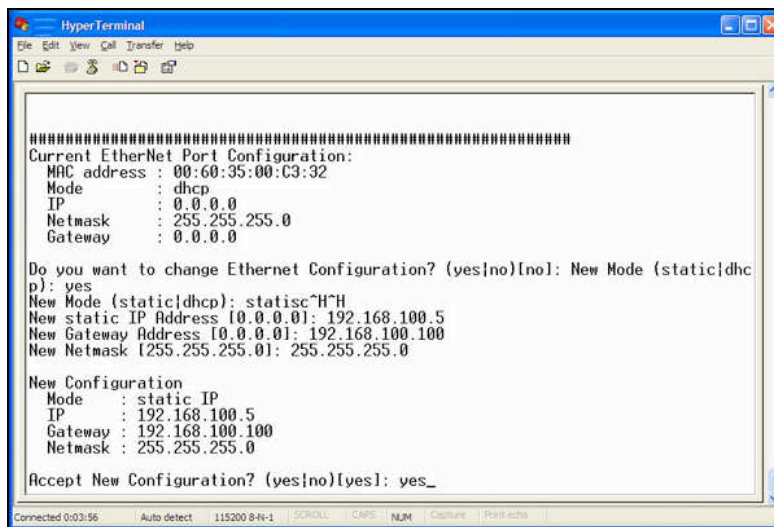 HyperTerminal
File Edit View Call Transfer Help
############################################################
Current EtherNet Port Configuration:
MAC address : 00:60:35:00:C3:32
Mode : dhcp
IP : 0.0.0.0
Netmask : 255.255.255.0
Gateway : 0.0.0.0
Do you want to change Ethernet Configuration? (yes|no)[no]: New Mode (static|dhc
p): yes
New Mode (static|dhcp): statisc^H^H
New static IP Address [0.0.0.0]: 192.168.100.5
New Gateway Address [0.0.0.0]: 192.168.100.100
New Netmask [255.255.255.0]: 255.255.255.0
New Configuration
Mode : static IP
IP : 192.168.100.5
Gateway : 192.168.100.100
Netmask : 255.255.255.0
Accept New Configuration? (yes|no)[yes]: yes_
Connected 0:03:56 Auto detect 115200 8-N-1 SCROLL CAPS NUM Capture Print echo